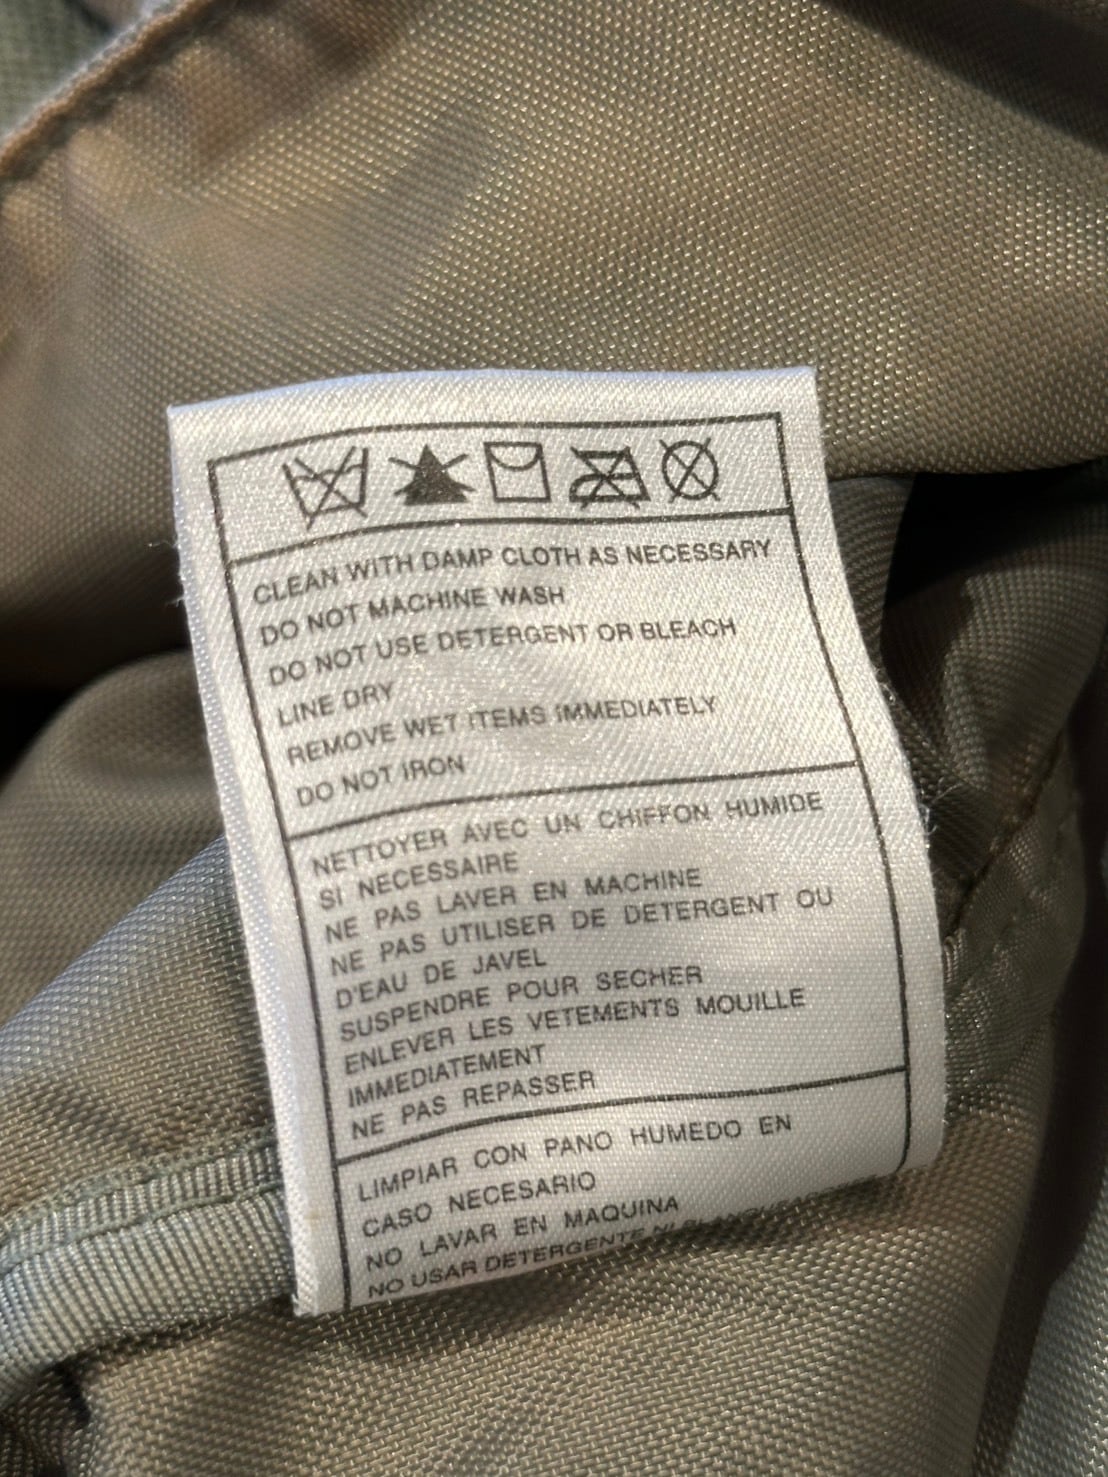 CLEAN WITH DAMP CLOTH AS NECESSARY
DO NOT MACHINE WASH
DO NOT USE DETERGENT OR BLEACH
LINE DRY
REMOVE WET ITEMS IMMEDIATELY
DO NOT IRON
NETTOYER AVEC UN CHIFFON HUMIDE
SI NECESSAIRE
NE PAS LAVER EN MACHINE
NE PAS UTILISER DE DETERGENT OU
D'EAU DE JAVEL
SUSPENDRE POUR SECHER
ENLEVER LES VETEMENTS MOUILLE
IMMEDIATEMENT
NE PAS REPASSER
LIMPIAR CON PANO HUMEDO EN
CASO NECESARIO
NO LAVAR EN MAQUINA
NO USAR DETERGENTE NI